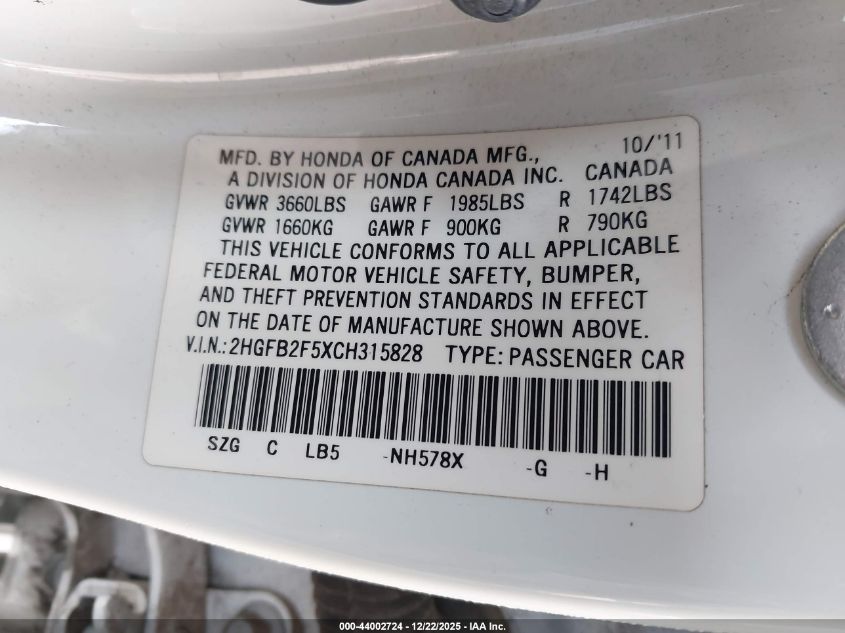 10/'11
MFD. BY HONDA OF CANADA MFG.,
A DIVISION OF HONDA CANADA INC. CANADA
GVWR 3660LBS GAWR F 1985LBS R 1742LBS
GVWR 1660KG GAWR F 900KG R 790KG
THIS VEHICLE CONFORMS TO ALL APPLICABLE
FEDERAL MOTOR VEHICLE SAFETY, BUMPER,
AND THEFT PREVENTION STANDARDS IN EFFECT
ON THE DATE OF MANUFACTURE SHOWN ABOVE.
V.I.N.: 2HGFB2F5XCH315828 TYPE: PASSENGER CAR
SZG C LB5 -NH578X -G -H
000-44002724 - 12/22/2025 - IAA Inc.